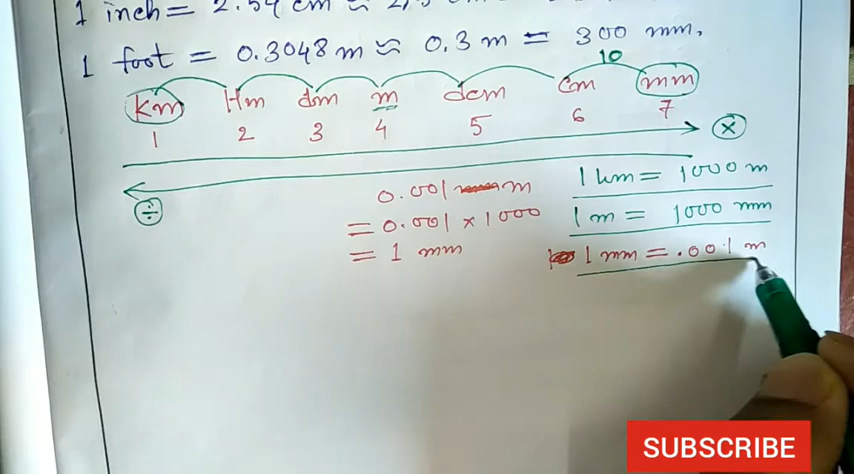 1 inch = 2.54 cm ≈ 2.5
1 foot = 0.3048 m ≈ 0.3 m = 300 mm.
10
Km Hm dm m dcm cm mm
1 2 3 4 5 6 7
×
÷
0.001 m
= 0.001 × 1000
= 1 mm
1 km = 1000 m
1 m = 1000 mm
1 mm = .001 m
SUBSCRIBE